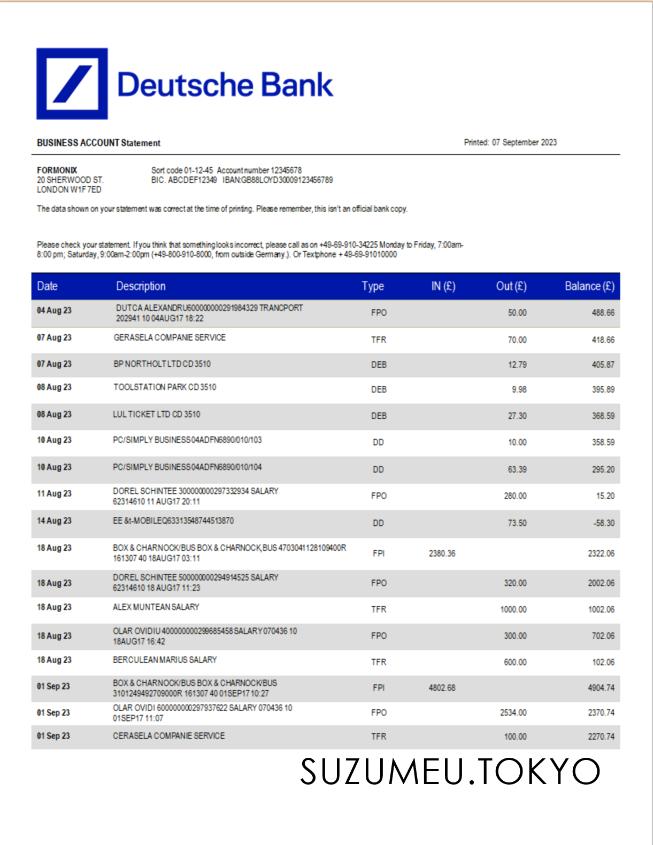 Deutsche Bank
BUSINESS ACCOUNT Statement Printed: 07 September 2023
FORMONIX Sort code 01-12-45 Account number 12345678
20 SHERWOOD ST. BIC. ABCDEF12349 IBAN:GB88LOYD30009123456789
LONDON W1F 7ED
The data shown on your statement was correct at the time of printing. Please remember, this isn't an official bank copy.
Please check your statement. If you think that something looks incorrect, please call as on +49-69-910-34225 Monday to Friday, 7:00am-
8:00 pm; Saturday, 9:00am-2:00pm (+49-800-910-8000, from outside Germany.). Or Textphone + 49-69-91010000
Date Description Type IN (£) Out (£) Balance (£)
04 Aug 23 DUTCA ALEXANDRU600000000291984329 TRANCPORT FPO 50.00 488.66
202941 10 04AUG17 18:22
07 Aug 23 GERASELA COMPANIE SERVICE TFR 70.00 418.66
07 Aug 23 BP NORTHOLT LTD CD 3510 DEB 12.79 405.87
08 Aug 23 TOOLSTATION PARK CD 3510 DEB 9,98 395.89
08 Aug 23 LUL TICKET LTD CD 3510 DEB 27.30 368.59
10 Aug 23 PC/SIMPLY BUSINESS04ADFN6890/010/103 DD 10.00 358.59
10 Aug 23 PC/SIMPLY BUSINESS04ADFN6890/010/104 DD 63.39 295.20
11 Aug 23 DOREL SCHINTEE 300000000297332934 SALARY FPO 280.00 15.20
62314610 11 AUG17 20:11
14 Aug 23 EE &t-MOBILEQ63313548744513870 DD 73.50 -58.30
18 Aug 23 BOX & CHARNOCK/BUS BOX & CHARNOCK,BUS 4703041128109400R FPI 2380.36 2322.06
161307 40 18AUG17 03:11
18 Aug 23 DOREL SCHINTEE 500000000294914525 SALARY FPO 320.00 2002.06
62314610 18 AUG17 11:23
18 Aug 23 ALEX MUNTEAN SALARY TFR 1000.00 1002.06
18 Aug 23 OLAR OVIDIU 400000000299685458 SALARY 070436 10 FPO 300.00 702.06
18AUG17 16:42
18 Aug 23 BERCULEAN MARIUS SALARY TFR 600.00 102.06
01 Sep 23 BOX & CHARNOCK/BUS BOX & CHARNOCK/BUS FPI 4802.68 4904.74
3101249492709000R 161307 40 01SEP17 10:27
01 Sep 23 OLAR OVIDI 600000000297937622 SALARY 070436 10 FPO 2534.00 2370.74
01SEP17 11:07
01 Sep 23 CERASELA COMPANIE SERVICE TFR 100.00 2270.74
SUZUMEU.TOKYO